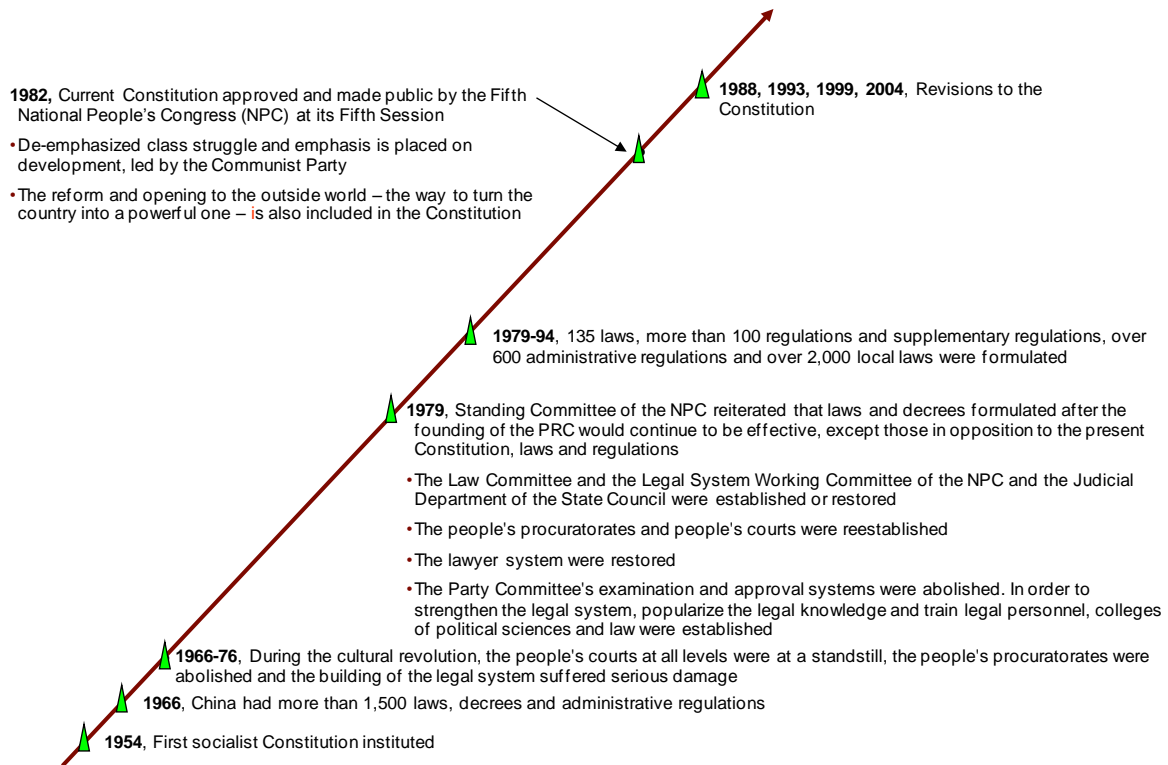 1982, Current Constitution approved and made public by the Fifth
National People's Congress (NPC) at its Fifth Session
•De-emphasized class struggle and emphasis is placed on
development, led by the Communist Party
•The reform and opening to the outside world – the way to turn the
country into a powerful one – is also included in the Constitution
1988, 1993, 1999, 2004, Revisions to the
Constitution
1979-94, 135 laws, more than 100 regulations and supplementary regulations, over
600 administrative regulations and over 2,000 local laws were formulated
1979, Standing Committee of the NPC reiterated that laws and decrees formulated after the
founding of the PRC would continue to be effective, except those in opposition to the present
Constitution, laws and regulations
•The Law Committee and the Legal System Working Committee of the NPC and the Judicial
Department of the State Council were established or restored
•The people's procuratorates and people's courts were reestablished
•The lawyer system were restored
•The Party Committee's examination and approval systems were abolished. In order to
strengthen the legal system, popularize the legal knowledge and train legal personnel, colleges
of political sciences and law were established
1966-76, During the cultural revolution, the people's courts at all levels were at a standstill, the people's procuratorates were
abolished and the building of the legal system suffered serious damage
1966, China had more than 1,500 laws, decrees and administrative regulations
1954, First socialist Constitution instituted